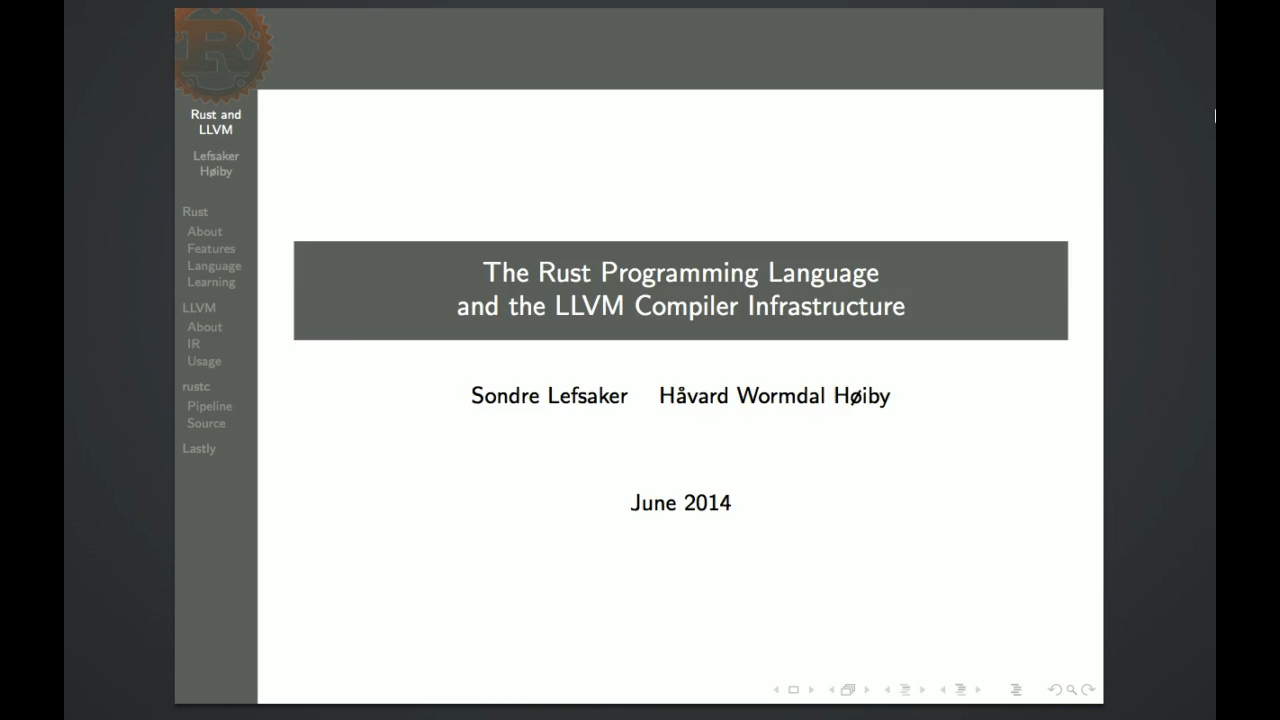 R
Rust and
LLVM
Lefsaker
Høiby
Rust
About
Features
Language
Learning
LLVM
About
IR
Usage
rustc
Pipeline
Source
Lastly
The Rust Programming Language
and the LLVM Compiler Infrastructure
Sondre Lefsaker Håvard Wormdal Høiby
June 2014